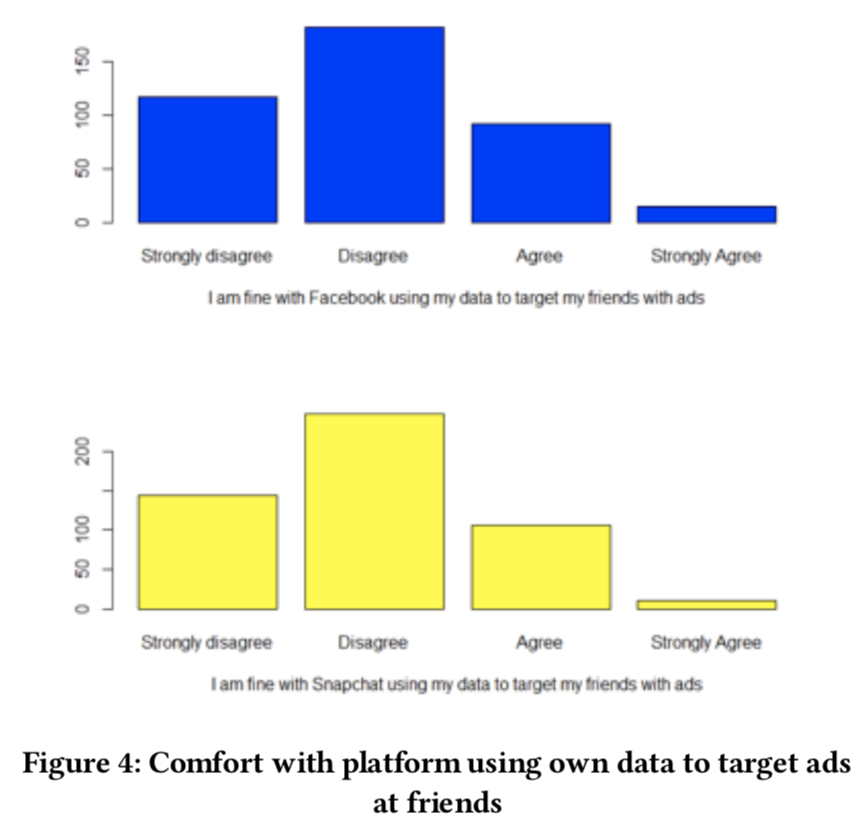 150
100
50
0
Strongly disagree Disagree Agree Strongly Agree
I am fine with Facebook using my data to target my friends with ads
200
100
50
0
Strongly disagree Disagree Agree Strongly Agree
I am fine with Snapchat using my data to target my friends with ads
Figure 4: Comfort with platform using own data to target ads
at friends